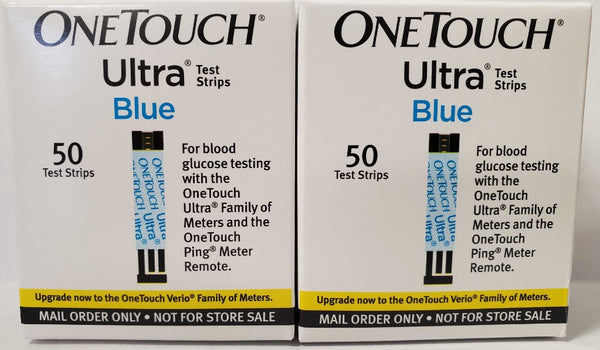 ONETOUCH®
Ultra® Test Strips
Blue
50
Test Strips
ONETOUCH
Ultra®
For blood
glucose testing
with the
OneTouch
Ultra® Family of
Meters and the
OneTouch
Ping® Meter
Remote.
Upgrade now to the OneTouch Verio® Family of Meters.
MAIL ORDER ONLY • NOT FOR STORE SALE
ONETOUCH®
Ultra® Test Strips
Blue
50
Test Strips
ONETOUCH
Ultra®
For blood
glucose testing
with the
OneTouch
Ultra® Family of
Meters and the
OneTouch
Ping® Meter
Remote.
Upgrade now to the OneTouch Verio® Family of Meters.
MAIL ORDER ONLY • NOT FOR STORE SALE